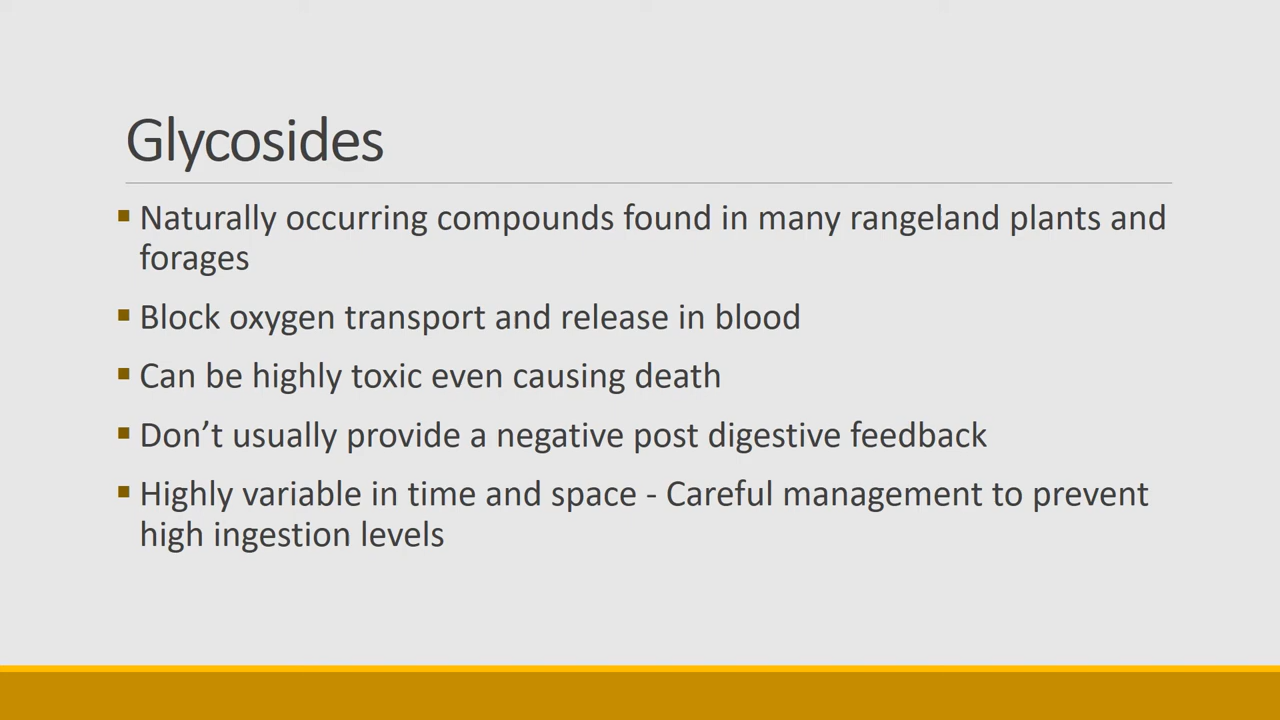 Glycosides
▪ Naturally occurring compounds found in many rangeland plants and
forages
▪ Block oxygen transport and release in blood
▪ Can be highly toxic even causing death
▪ Don’t usually provide a negative post digestive feedback
▪ Highly variable in time and space - Careful management to prevent
high ingestion levels